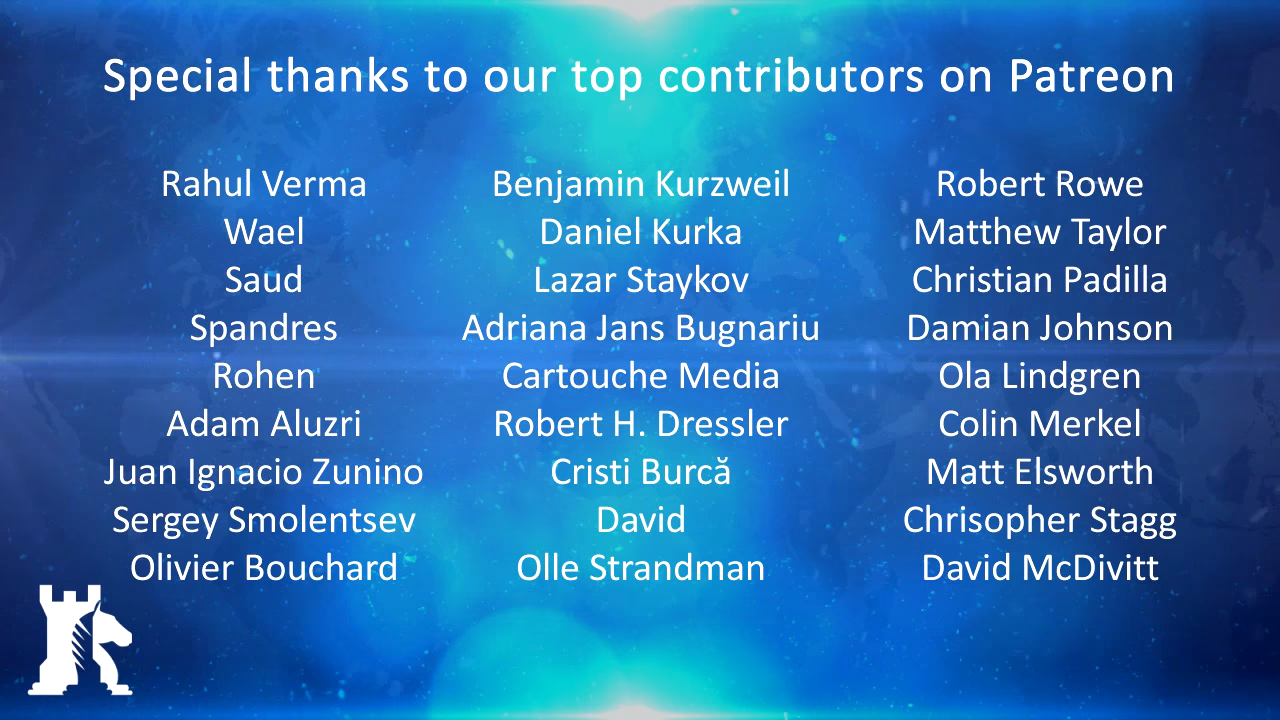 Special thanks to our top contributors on Patreon
Rahul Verma
Wael
Saud
Spandres
Rohen
Adam Aluzri
Juan Ignacio Zunino
Sergey Smolentsev
Olivier Bouchard
Benjamin Kurzweil
Daniel Kurka
Lazar Staykov
Adriana Jans Bugnariu
Cartouche Media
Robert H. Dressler
Cristi Burcă
David
Olle Strandman
Robert Rowe
Matthew Taylor
Christian Padilla
Damian Johnson
Ola Lindgren
Colin Merkel
Matt Elsworth
Chrisopher Stagg
David McDivitt